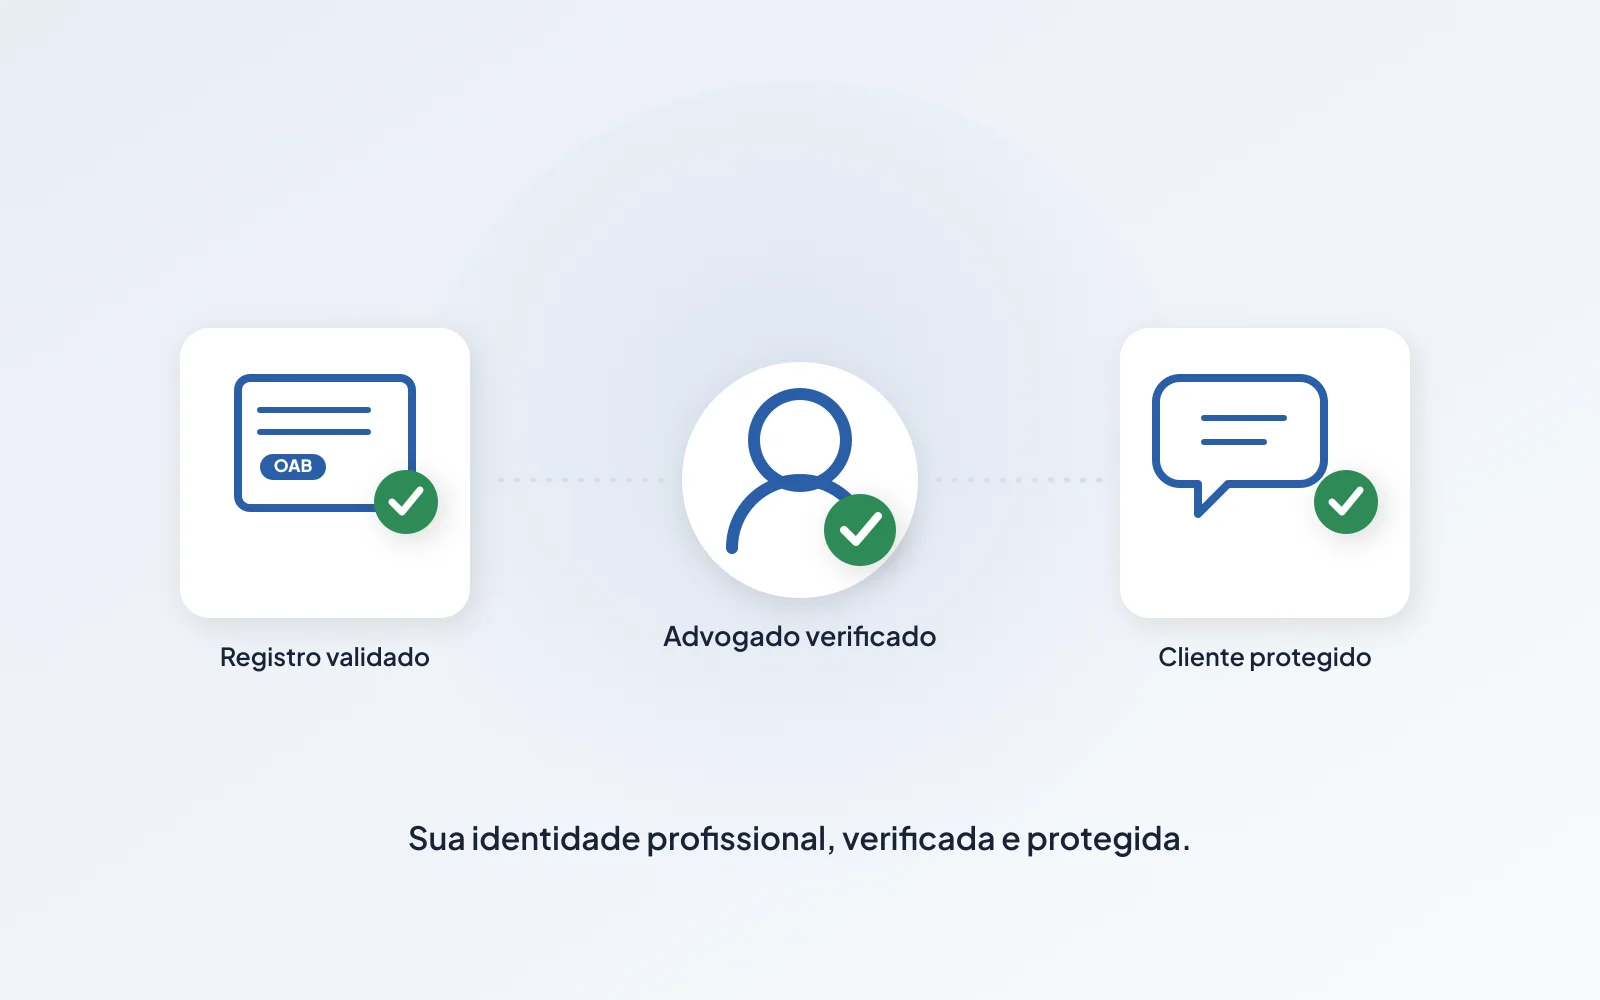 OAB
Registro validado
Advogado verificado
Cliente protegido
Sua identidade profissional, verificada e protegida.